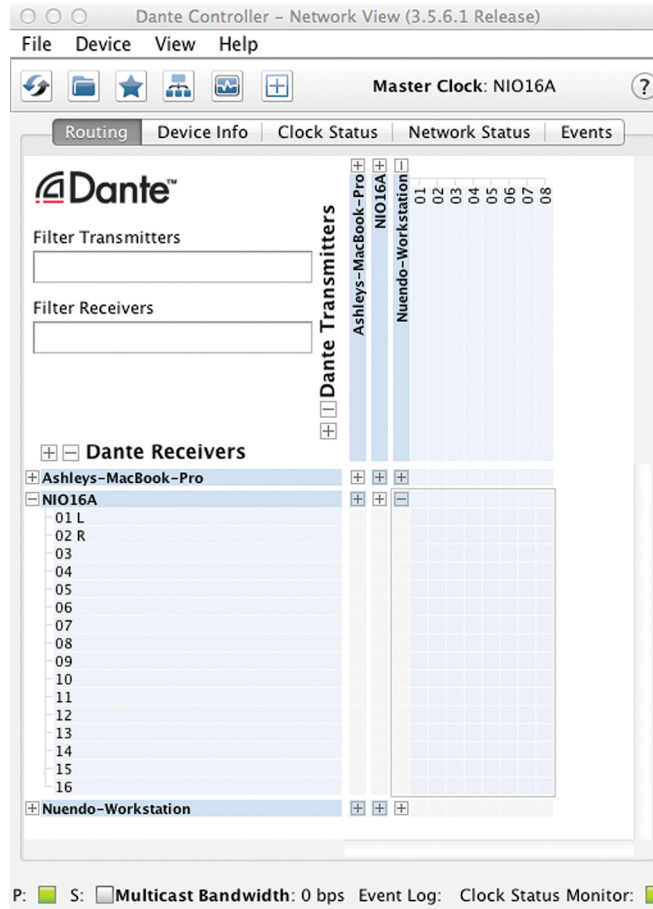 Dante Controller - Network View (3.5.6.1 Release)
File Device View Help
Master Clock: NIO16A
?
Routing Device Info Clock Status Network Status Events
Dante™
Filter Transmitters
Filter Receivers
Dante Transmitters
Ashleys-MacBook-Pro
NIO16A
Nuendo-Workstation
01
02
03
04
05
06
07
08
Dante Receivers
Ashleys-MacBook-Pro
NIO16A
01 L
02 R
03
04
05
06
07
08
09
10
11
12
13
14
15
16
Nuendo-Workstation
P: S: Multicast Bandwidth: 0 bps Event Log: Clock Status Monitor: